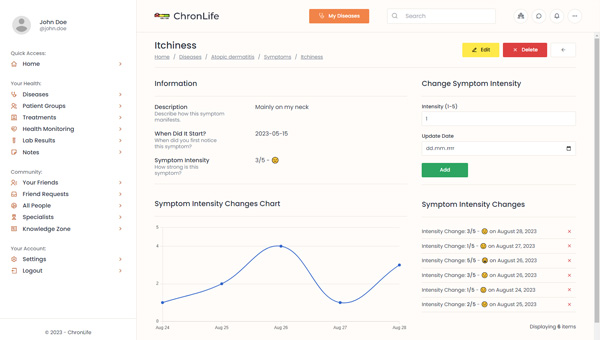 John Doe
@john.doe
Quick Access:
Home
Your Health:
Diseases
Patient Groups
Treatments
Health Monitoring
Lab Results
Notes
Community:
Your Friends
Friend Requests
All People
Specialists
Knowledge Zone
Your Account:
Settings
Logout
© 2023 - ChronLife
ChronLife
My Diseases
Search
Itchiness
Home / Diseases / Atopic dermatitis / Symptoms / Itchiness
Edit
Delete
Information
Description
Describe how this symptom
manifests.
Mainly on my neck
When Did It Start?
When did you first notice
this symptom?
2023-05-15
Symptom Intensity
How strong is this
symptom?
3/5 -
Change Symptom Intensity
Intensity (1-5)
1
Update Date
dd.mm.rrrr
Add
Symptom Intensity Changes Chart
5
4
2
0
Aug 24
Aug 25
Aug 26
Aug 27
Aug 28
Symptom Intensity Changes
Intensity Change: 3/5 - on August 28, 2023
Intensity Change: 1/5 - on August 27, 2023
Intensity Change: 5/5 - on August 26, 2023
Intensity Change: 3/5 - on August 26, 2023
Intensity Change: 1/5 - on August 24, 2023
Intensity Change: 2/5 - on August 25, 2023
Displaying 6 items